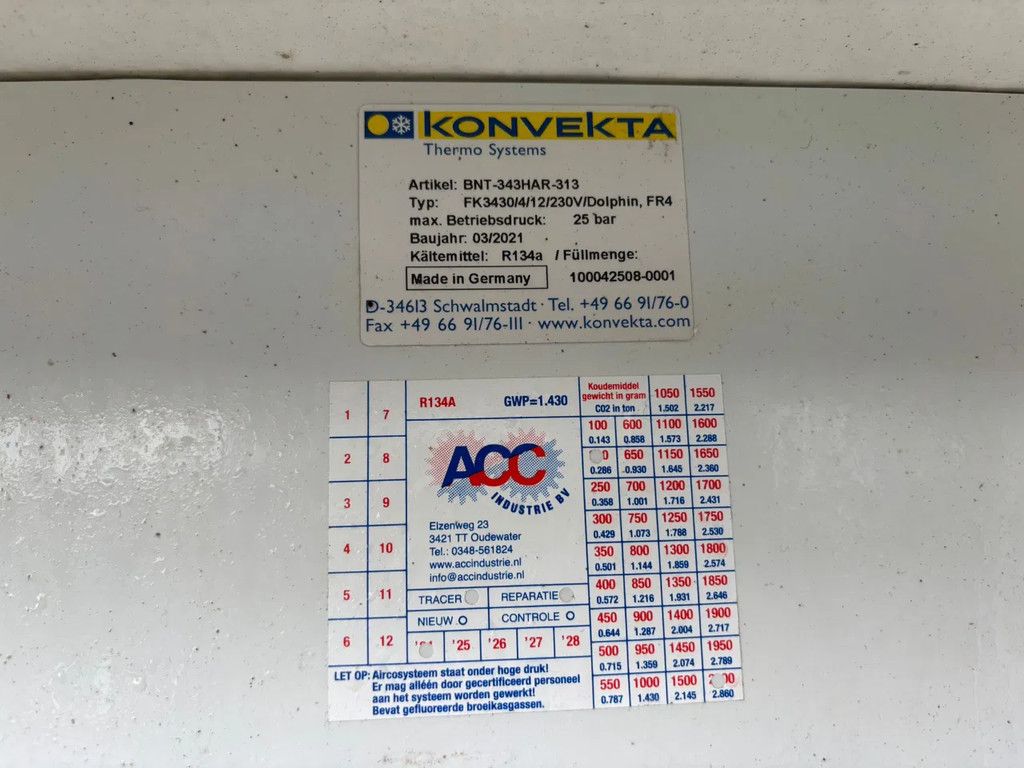 KONVEKTA
Thermo Systems
Artikel: BNT-343HAR-313
Typ: FK3430/4/12/230V/Dolphin, FR4
max. Betriebsdruck: 25 bar
Baujahr: 03/2021
Kältemittel: R134a / Füllmenge:
Made in Germany 100042508-0001
D-34613 Schwalmstadt · Tel. +49 66 91/76-0
Fax +49 66 91/76-111 · www.konvekta.com
1 7
2 8
3 9
4 10
5 11
6 12
R134A GWP=1.430
ACC
INDUSTRIE BV
Elzenweg 23
3421 TT Oudewater
Tel.: 0348-561824
www.accindustrie.nl
info@accindustrie.nl
TRACER REPARATIE
NIEUW CONTROLE
'25 '26 '27 '28
Koudemiddel
gewicht in gram
CO2 in ton
1050 1550
1.502 2.217
100 600 1100 1600
0.143 0.858 1.573 2.288
650 1150 1650
0.286 0.930 1.645 2.360
250 700 1200 1700
0.358 1.001 1.716 2.431
300 750 1250 1750
0.429 1.073 1.788 2.530
350 800 1300 1800
0.501 1.144 1.859 2.574
400 850 1350 1850
0.572 1.216 1.931 2.646
450 900 1400 1900
0.644 1.287 2.004 2.717
500 950 1450 1950
0.715 1.359 2.074 2.789
550 1000 1500
0.787 1.430 2.145 2.860
LET OP: Aircosysteem staat onder hoge druk!
Er mag alléén door gecertificeerd personeel
aan het systeem worden gewerkt!
Bevat gefluoreerde broeikasgassen.